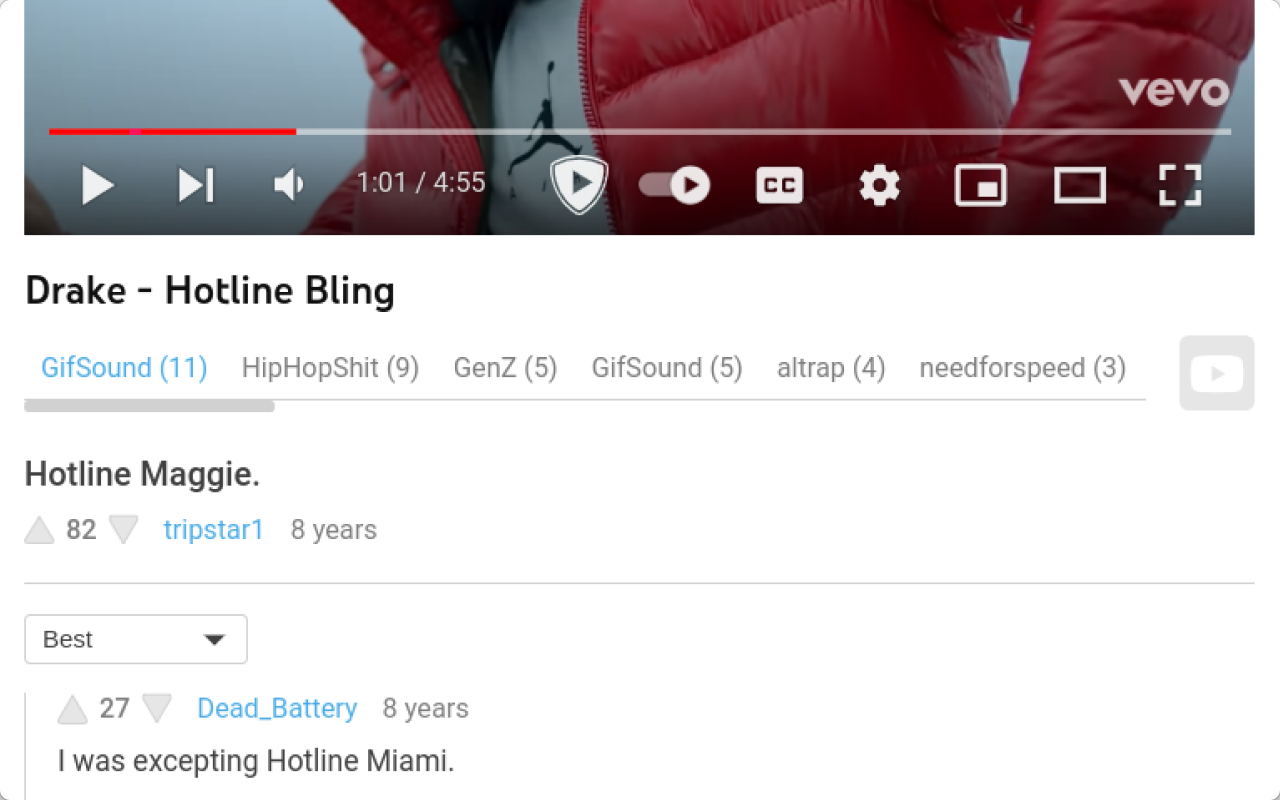 vevo
1:01 / 4:55
CC
Drake - Hotline Bling
GifSound (11) HipHopShit (9) GenZ (5) GifSound (5) altrap (4) needforspeed (3)
Hotline Maggie.
82 tripstar1 8 years
Best
27 Dead_Battery 8 years
I was excepting Hotline Miami.